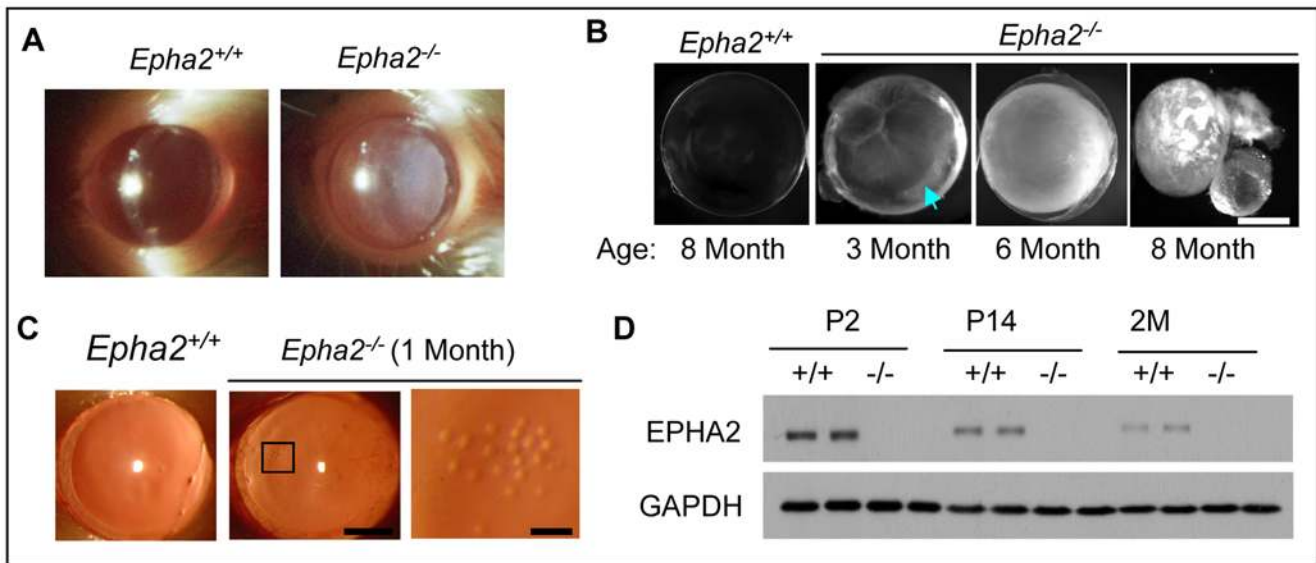 A
Epha2+/+ Epha2-/-
B
Epha2+/+ Epha2-/-
Age: 8 Month 3 Month 6 Month 8 Month
C
Epha2+/+ Epha2-/- (1 Month)
D
P2 P14 2M
+/+ -/- +/+ -/- +/+ -/-
EPHA2
GAPDH